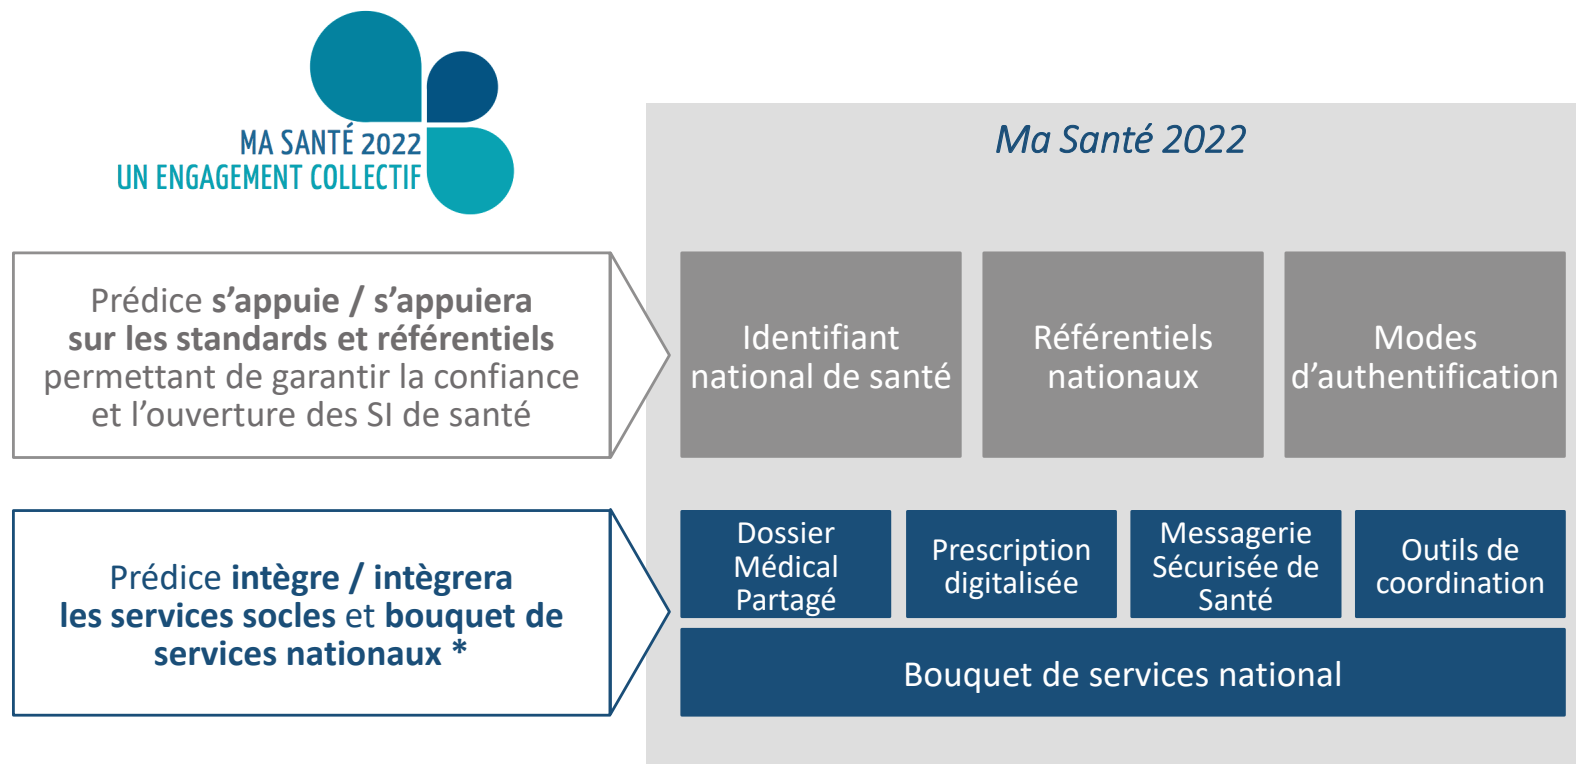 MA SANTÉ 2022
UN ENGAGEMENT COLLECTIF
Ma Santé 2022
Prédice s’appuie / s’appuiera
sur les standards et référentiels
permettant de garantir la confiance
et l’ouverture des SI de santé
Identifiant
national de santé
Référentiels
nationaux
Modes
d’authentification
Prédice intègre / intègrera
les services socles et bouquet de
services nationaux *
Dossier
Médical
Partagé
Prescription
digitalisée
Messagerie
Sécurisée de
Santé
Outils de
coordination
Bouquet de services national